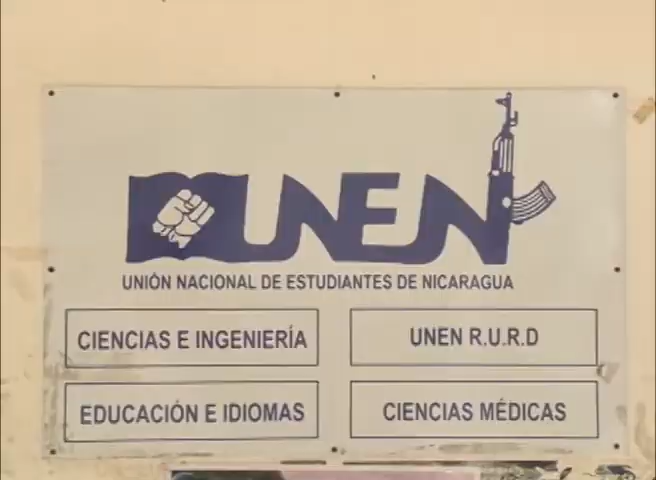 UNEN
UNIÓN NACIONAL DE ESTUDIANTES DE NICARAGUA
CIENCIAS E INGENIERÍA
UNEN R.U.R.D
EDUCACIÓN E IDIOMAS
CIENCIAS MÉDICAS